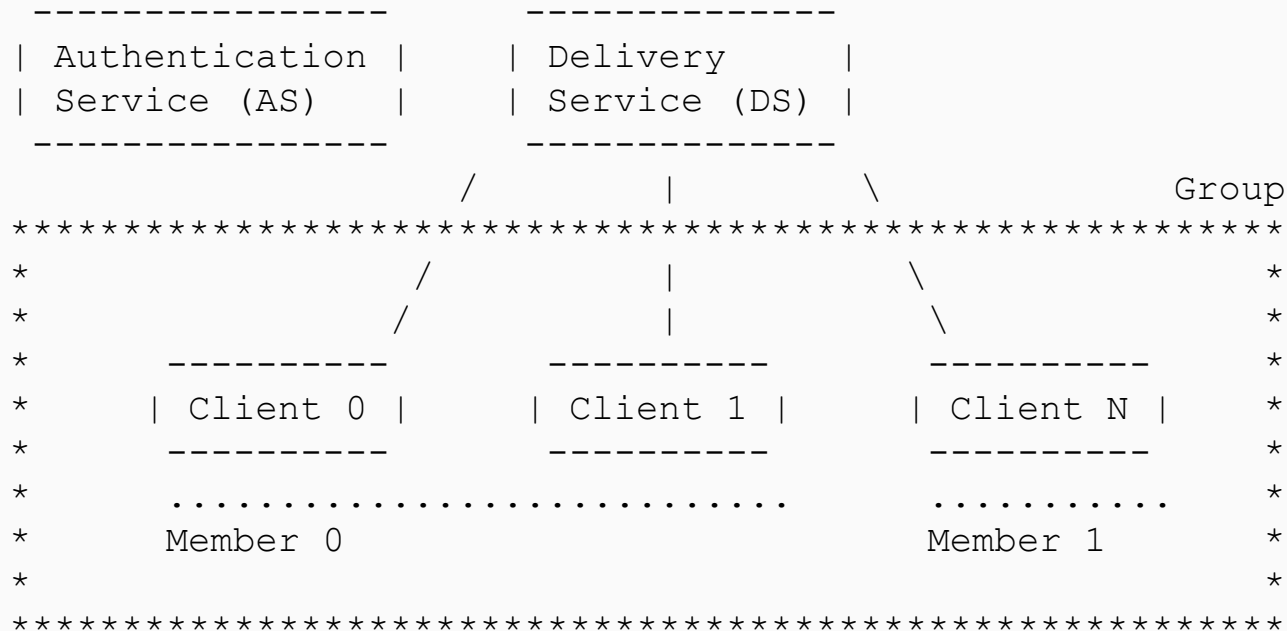 ----------------      --------------
| Authentication |    | Delivery     |
| Service (AS)   |    | Service (DS) |
 ----------------      --------------
                    /        |        \             Group
*********************************************************
*                 /          |          \               *
*                /           |           \              *
*      ----------       ----------       ----------     *
*     | Client 0 |     | Client 1 |     | Client N |    *
*      ----------       ----------       ----------     *
*      ............................      ...........    *
*      Member 0                          Member 1       *
*                                                       *
*********************************************************